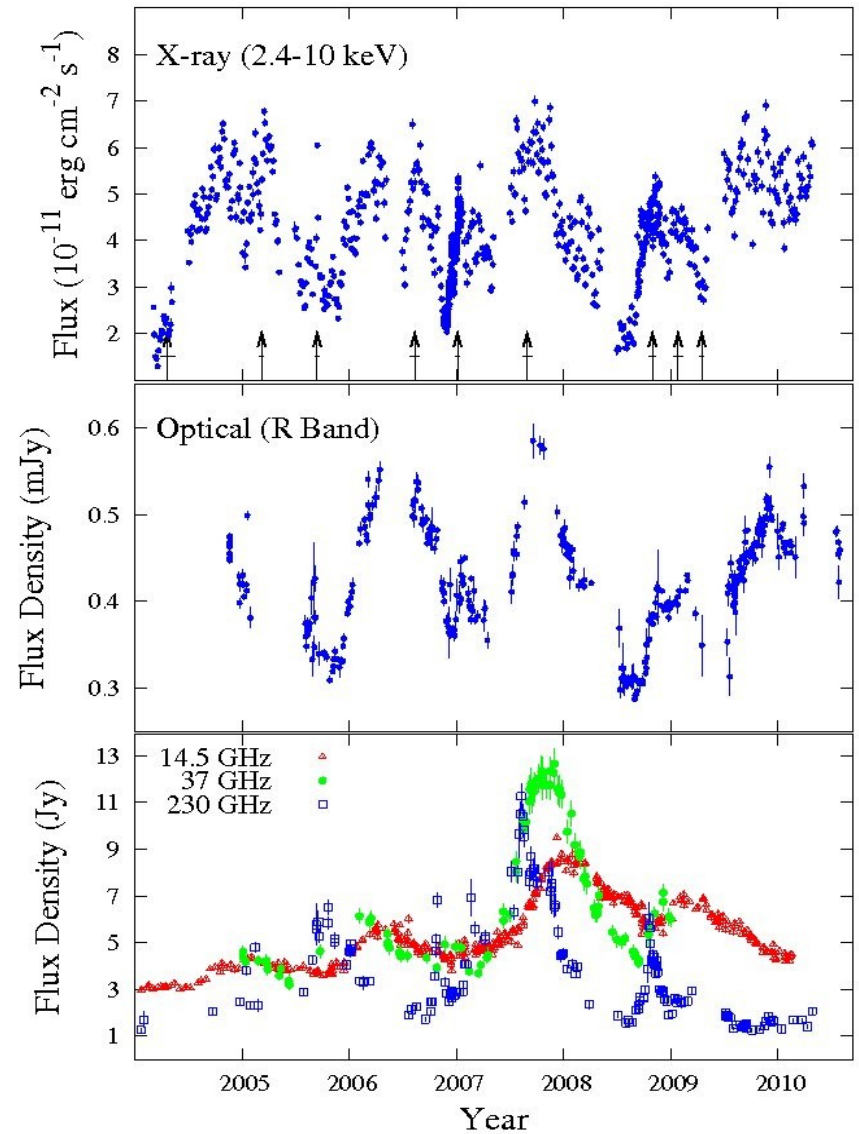 X-ray (2.4-10 keV)
8
7
6
5
4
3
2
Flux (10⁻¹¹ erg cm⁻² s⁻¹)
Optical (R Band)
0.6
0.5
0.4
0.3
Flux Density (mJy)
14.5 GHz
37 GHz
230 GHz
13
11
9
7
5
3
1
Flux Density (Jy)
2005 2006 2007 2008 2009 2010
Year